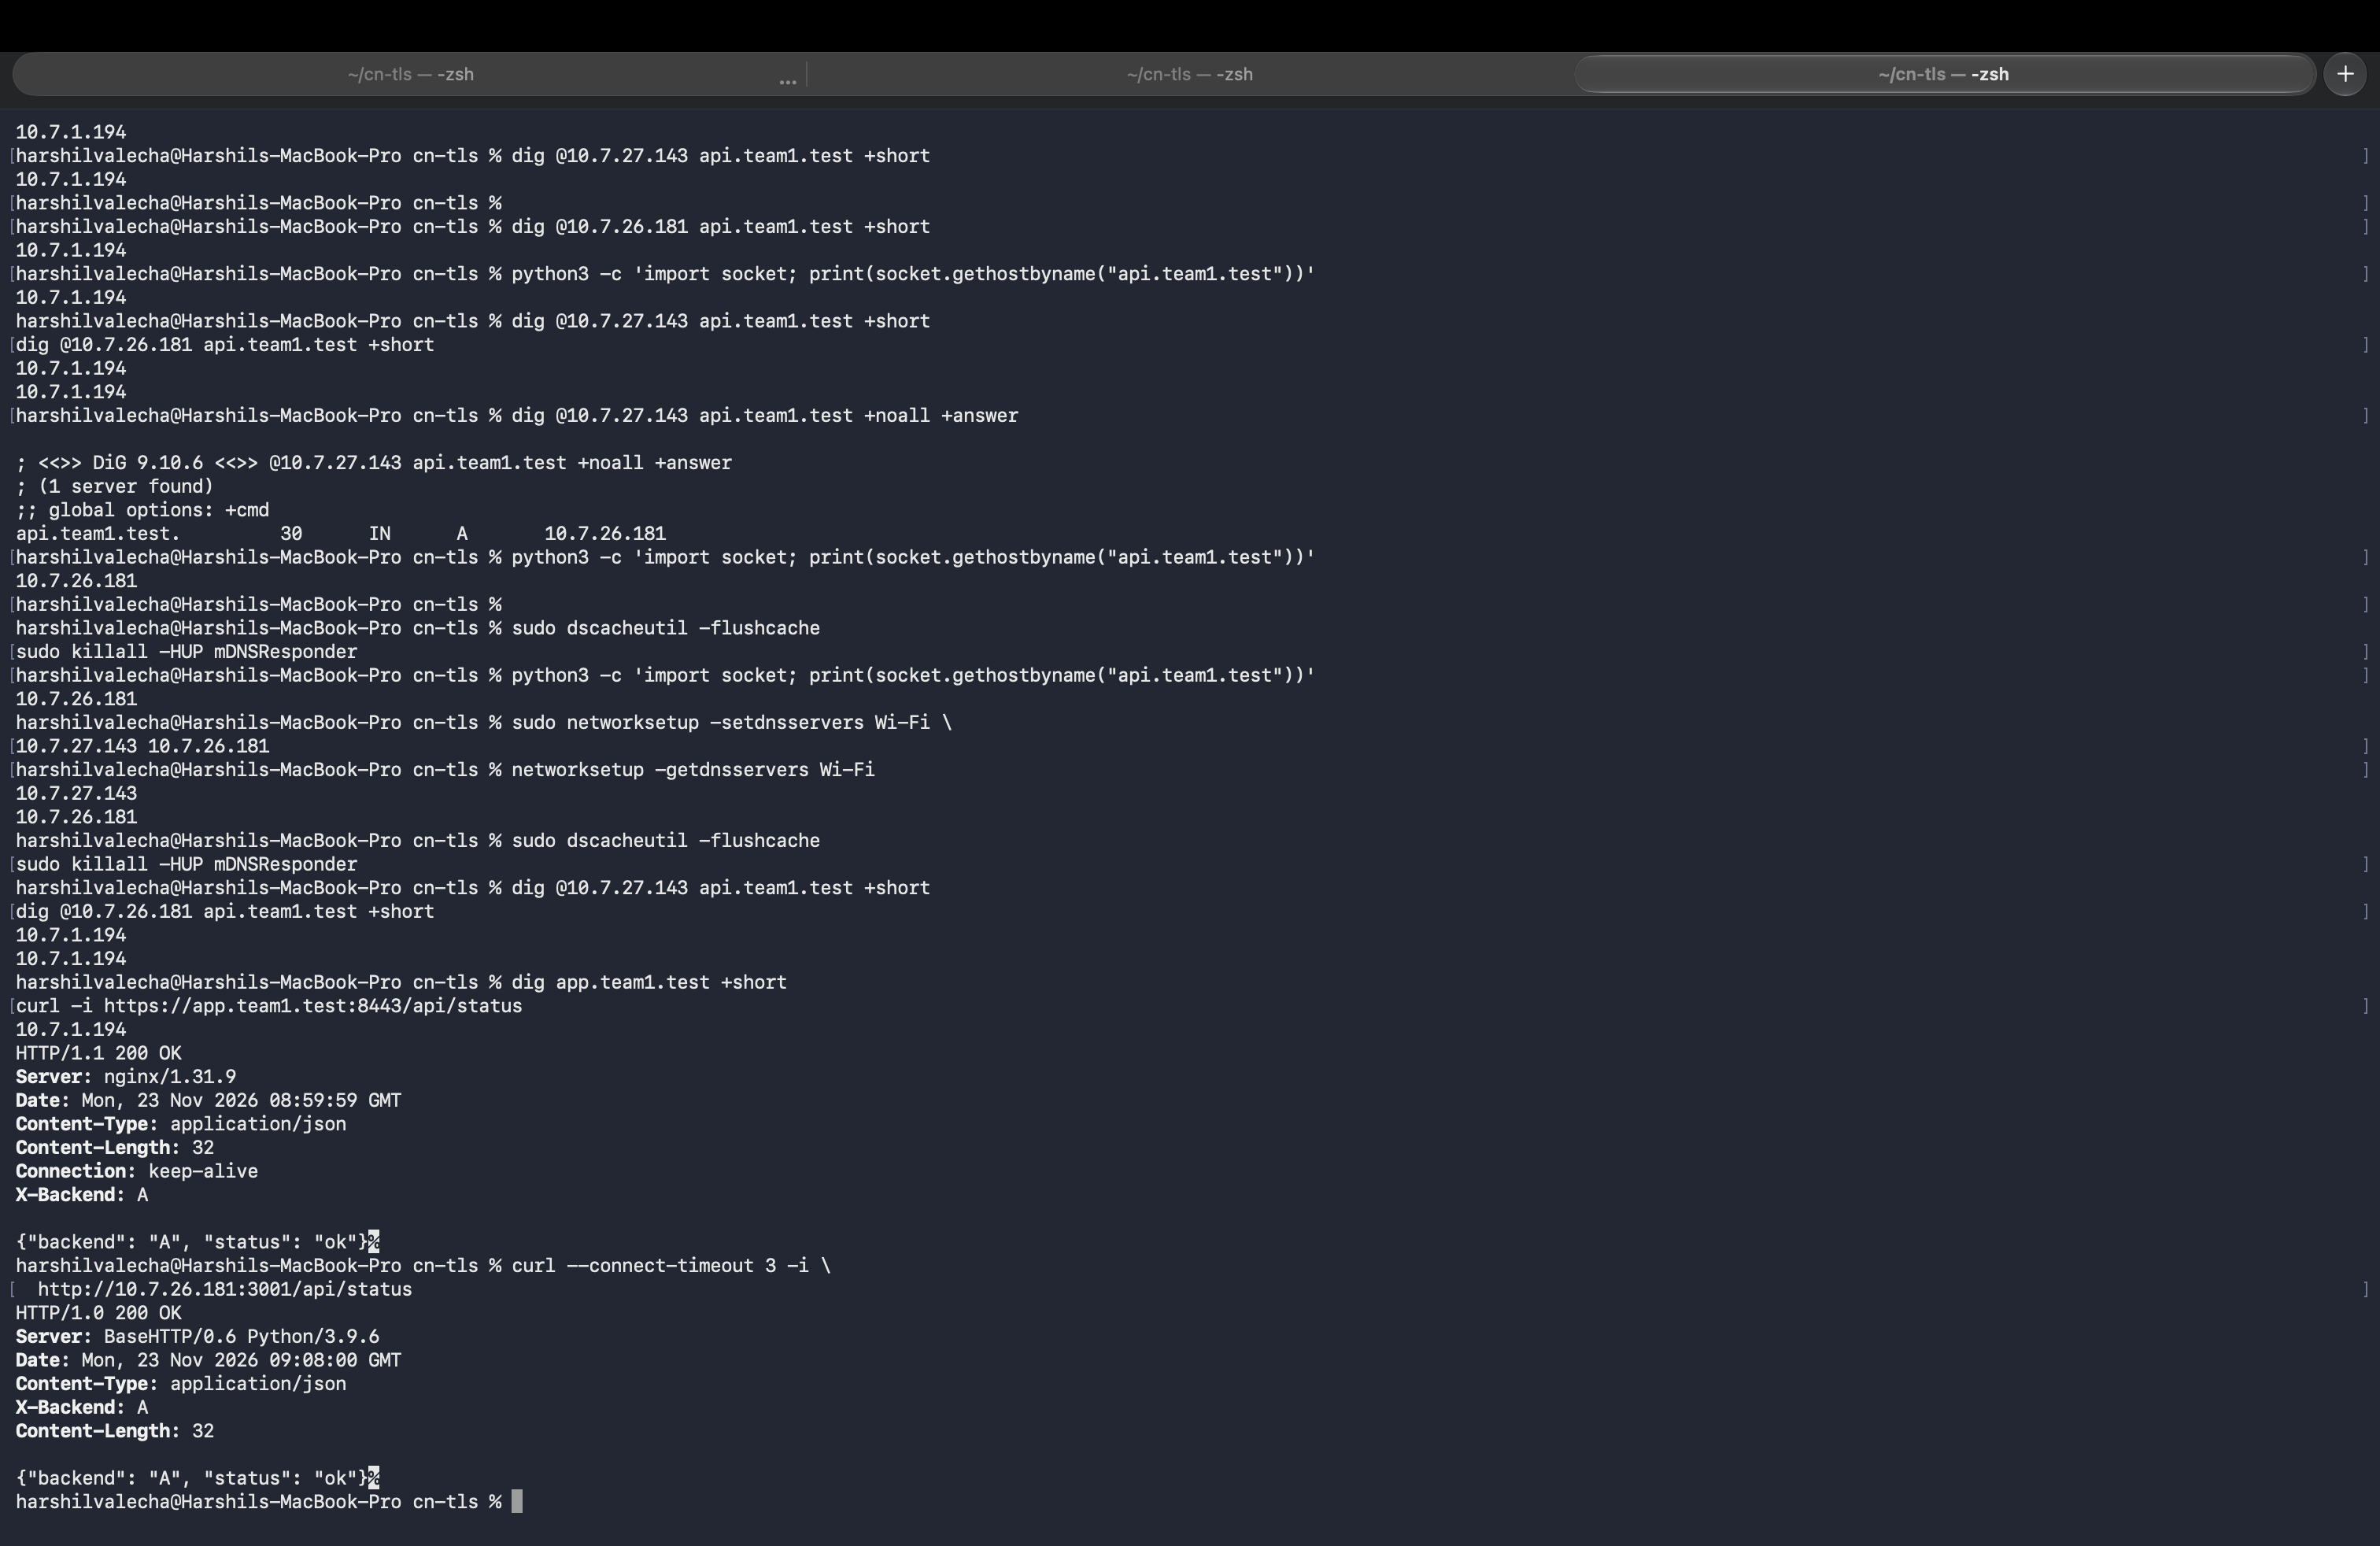 ~/cn-tls — -zsh ... ~/cn-tls — -zsh ~/cn-tls — -zsh +
10.7.1.194
[harshilvalecha@Harshils-MacBook-Pro cn-tls % dig @10.7.27.143 api.team1.test +short ]
10.7.1.194
[harshilvalecha@Harshils-MacBook-Pro cn-tls % ]
[harshilvalecha@Harshils-MacBook-Pro cn-tls % dig @10.7.26.181 api.team1.test +short ]
10.7.1.194
[harshilvalecha@Harshils-MacBook-Pro cn-tls % python3 -c 'import socket; print(socket.gethostbyname("api.team1.test"))' ]
10.7.1.194
harshilvalecha@Harshils-MacBook-Pro cn-tls % dig @10.7.27.143 api.team1.test +short
[dig @10.7.26.181 api.team1.test +short ]
10.7.1.194
10.7.1.194
[harshilvalecha@Harshils-MacBook-Pro cn-tls % dig @10.7.27.143 api.team1.test +noall +answer ]

; <<>> DiG 9.10.6 <<>> @10.7.27.143 api.team1.test +noall +answer
; (1 server found)
;; global options: +cmd
api.team1.test. 30 IN A 10.7.26.181
[harshilvalecha@Harshils-MacBook-Pro cn-tls % python3 -c 'import socket; print(socket.gethostbyname("api.team1.test"))' ]
10.7.26.181
[harshilvalecha@Harshils-MacBook-Pro cn-tls % ]
harshilvalecha@Harshils-MacBook-Pro cn-tls % sudo dscacheutil -flushcache
[sudo killall -HUP mDNSResponder ]
[harshilvalecha@Harshils-MacBook-Pro cn-tls % python3 -c 'import socket; print(socket.gethostbyname("api.team1.test"))' ]
10.7.26.181
harshilvalecha@Harshils-MacBook-Pro cn-tls % sudo networksetup -setdnsservers Wi-Fi \
[10.7.27.143 10.7.26.181 ]
[harshilvalecha@Harshils-MacBook-Pro cn-tls % networksetup -getdnsservers Wi-Fi ]
10.7.27.143
10.7.26.181
harshilvalecha@Harshils-MacBook-Pro cn-tls % sudo dscacheutil -flushcache
[sudo killall -HUP mDNSResponder ]
harshilvalecha@Harshils-MacBook-Pro cn-tls % dig @10.7.27.143 api.team1.test +short
[dig @10.7.26.181 api.team1.test +short ]
10.7.1.194
10.7.1.194
harshilvalecha@Harshils-MacBook-Pro cn-tls % dig app.team1.test +short
[curl -i https://app.team1.test:8443/api/status ]
10.7.1.194
HTTP/1.1 200 OK
Server: nginx/1.31.9
Date: Mon, 23 Nov 2026 08:59:59 GMT
Content-Type: application/json
Content-Length: 32
Connection: keep-alive
X-Backend: A

{"backend": "A", "status": "ok"}%
harshilvalecha@Harshils-MacBook-Pro cn-tls % curl --connect-timeout 3 -i \
[  http://10.7.26.181:3001/api/status ]
HTTP/1.0 200 OK
Server: BaseHTTP/0.6 Python/3.9.6
Date: Mon, 23 Nov 2026 09:08:00 GMT
Content-Type: application/json
X-Backend: A
Content-Length: 32

{"backend": "A", "status": "ok"}%
harshilvalecha@Harshils-MacBook-Pro cn-tls %